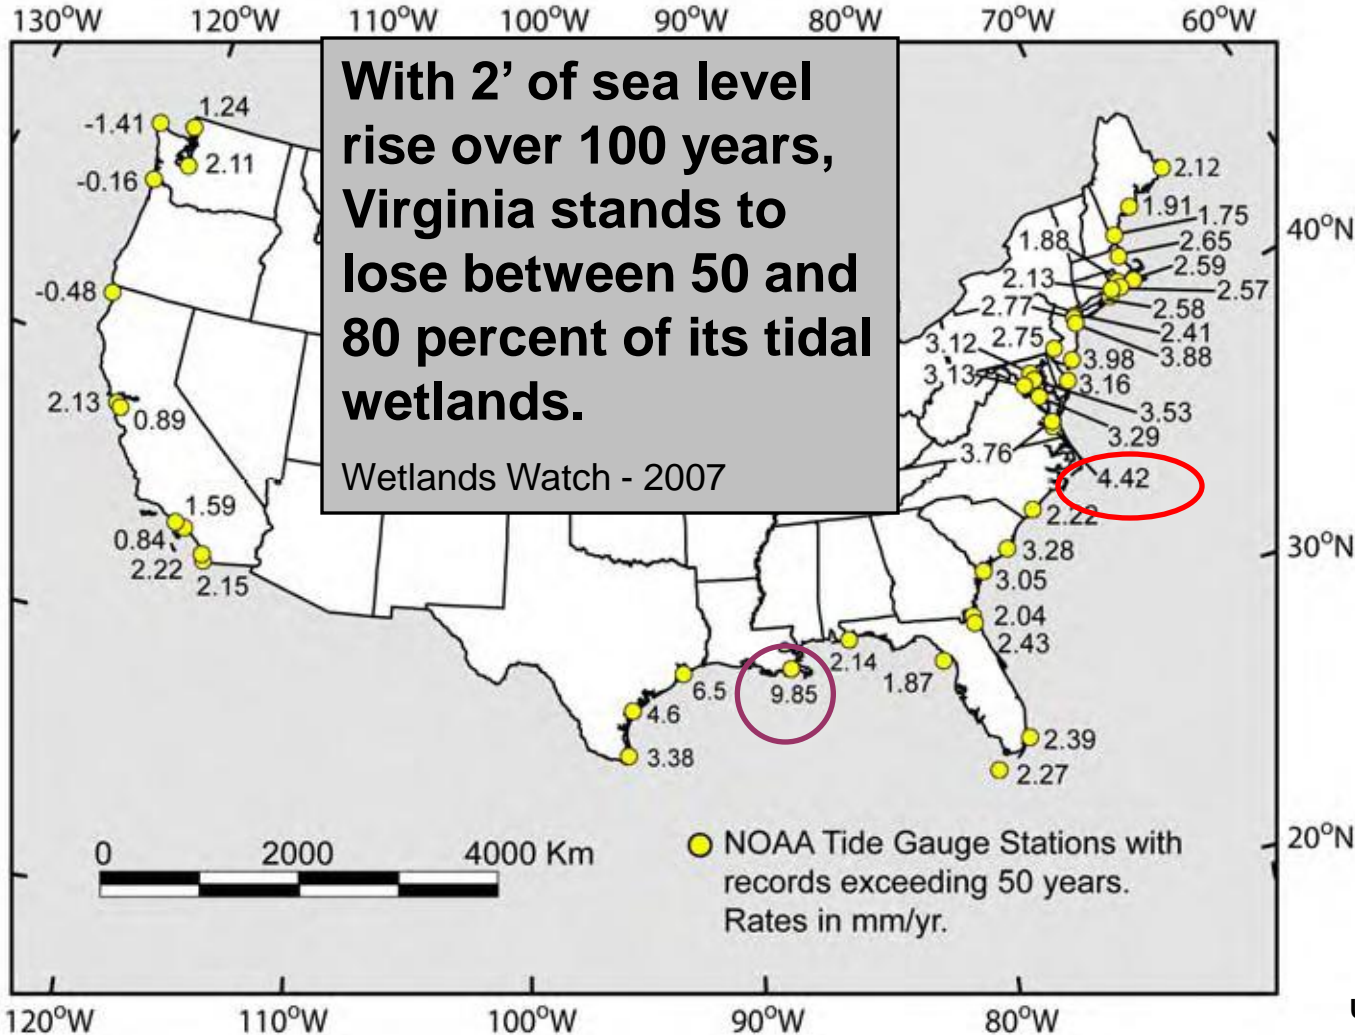 130°W 120°W 110°W 100°W 90°W 80°W 70°W 60°W
With 2’ of sea level
rise over 100 years,
Virginia stands to
lose between 50 and
80 percent of its tidal
wetlands.
Wetlands Watch - 2007
-1.41
1.24
2.11
-0.16
-0.48
2.13
0.89
1.59
0.84
2.22
2.15
2.12
1.91
1.75
1.88
2.65
2.13
2.59
2.57
2.77
2.58
2.41
2.75
3.88
3.12
3.98
3.13
3.16
3.53
3.29
3.76
4.42
2.22
3.28
3.05
2.04
2.43
2.14
1.87
9.85
6.5
4.6
3.38
2.39
2.27
40°N
30°N
20°N
0 2000 4000 Km
NOAA Tide Gauge Stations with
records exceeding 50 years.
Rates in mm/yr.
120°W 110°W 100°W 90°W 80°W